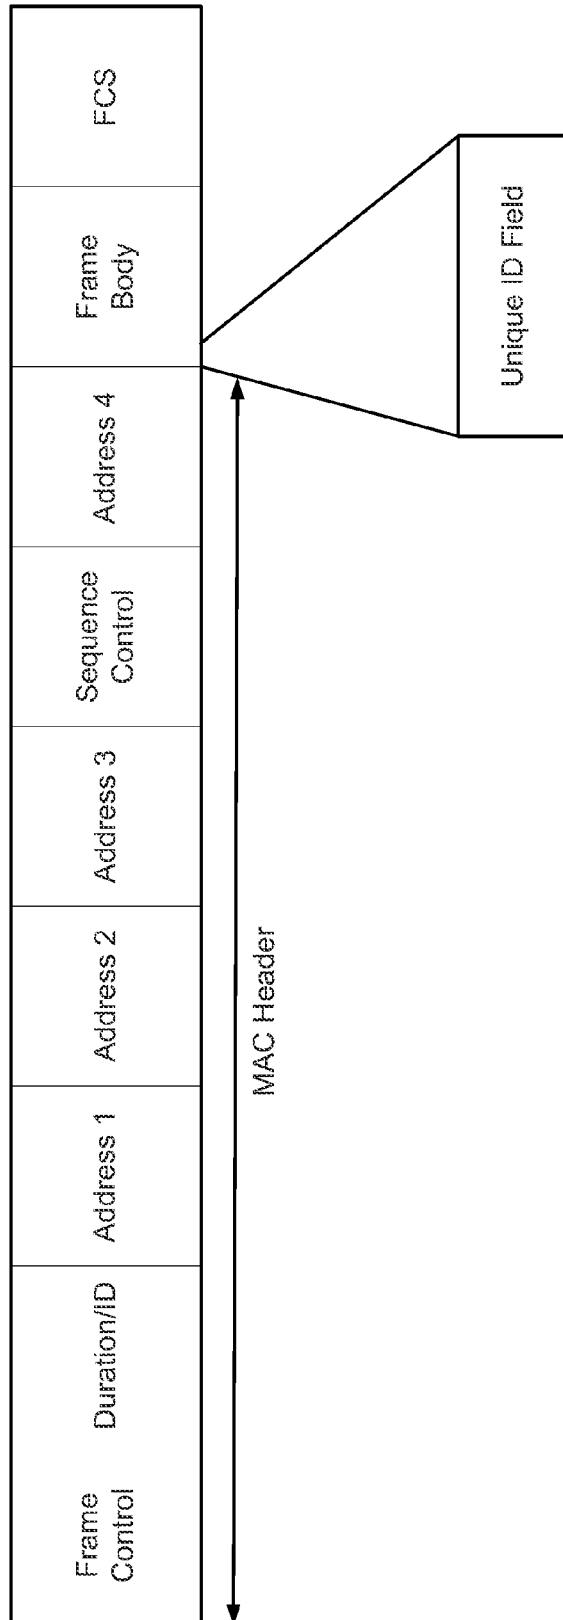 Frame
Control
Duration/ID
Address 1
Address 2
Address 3
Sequence
Control
Address 4
Frame
Body
FCS
MAC Header
Unique ID Field